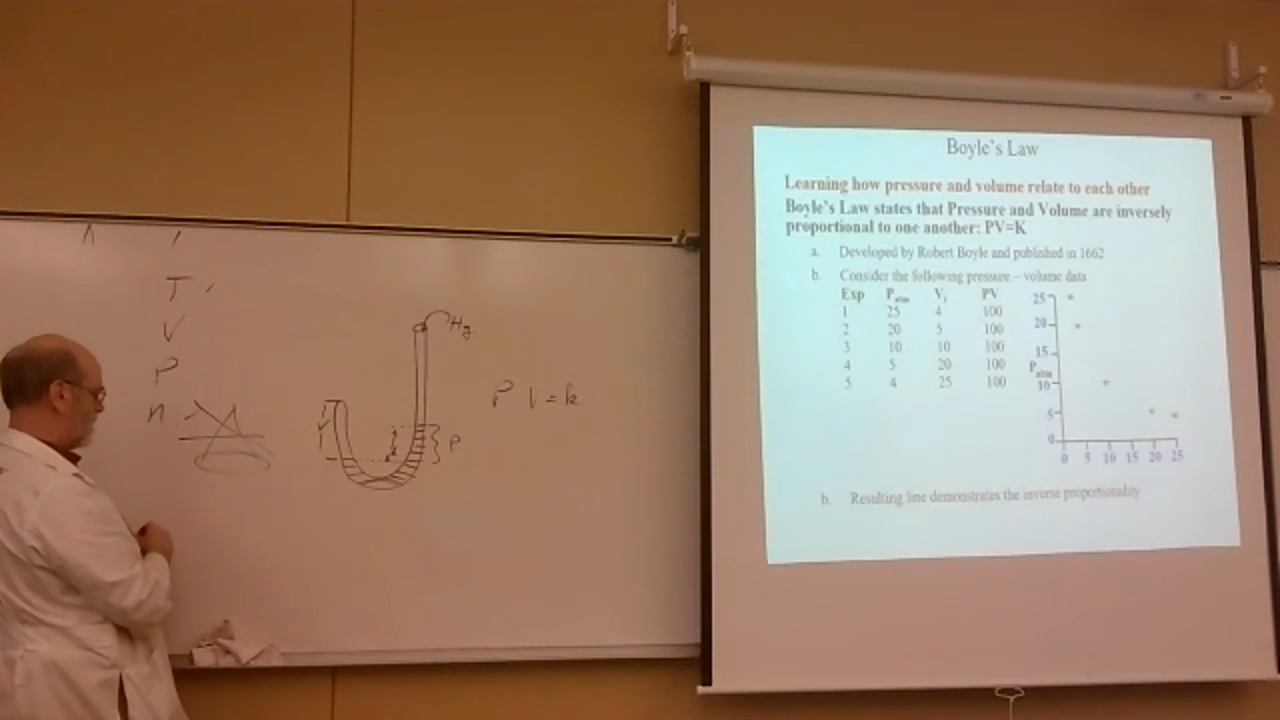 T
V
P
n
Hg
P
P V = k
Boyle's Law
Learning how pressure and volume relate to each other
Boyle's Law states that Pressure and Volume are inversely
proportional to one another: PV=K
a. Developed by Robert Boyle and published in 1662
b. Consider the following pressure – volume data
Exp Patm Vl PV
1 25 4 100
2 20 5 100
3 10 10 100
4 5 20 100
5 4 25 100
25
20
15
Patm
10
5
0
0 5 10 15 20 25
b. Resulting line demonstrates the inverse proportionality